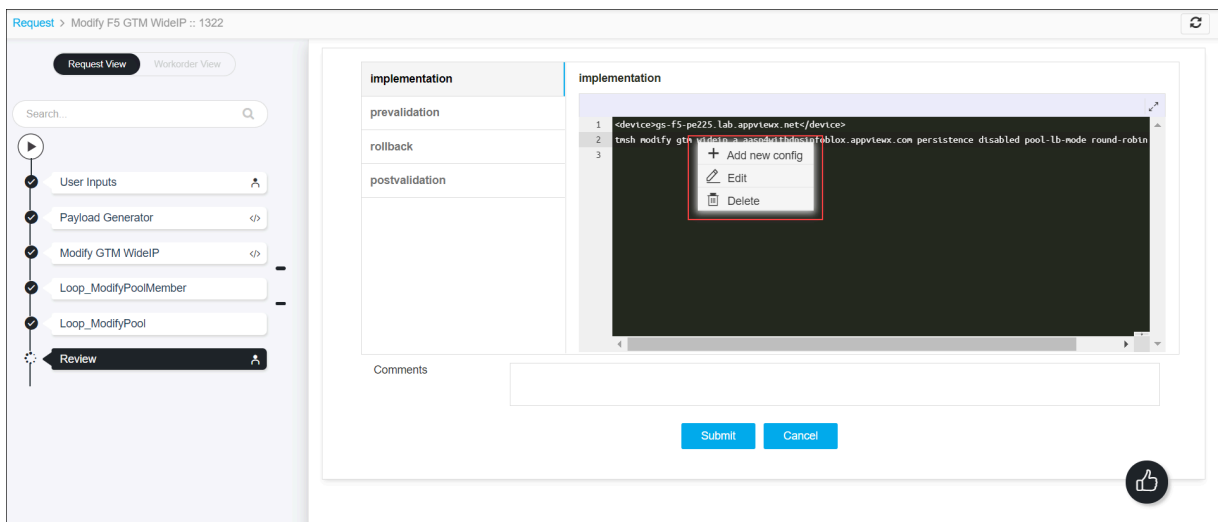 Request > Modify F5 GTM WideIP :: 1322
Request View
Workorder View
Search...
User Inputs
Payload Generator
</>
Modify GTM WideIP
</>
Loop_ModifyPoolMember
Loop_ModifyPool
Review
implementation
prevalidation
rollback
postvalidation
implementation
1 <device>gs-f5-pe225.lab.appviewx.net</device>
2 tmsh modify gtm wideip a aasp4withdnsinfoblox.appviewx.com persistence disabled pool-lb-mode round-robin
3
Add new config
Edit
Delete
Comments
Submit
Cancel